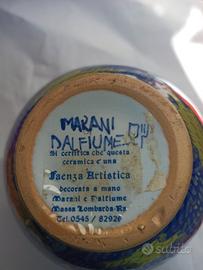 MARANI
DALFIUME
Si certifica che questa
ceramica è una
Faenza Artistica
decorata a mano
Marani e Dalfiume
Massa Lombarda-Ra
Tel. 0545 / 82926
subito